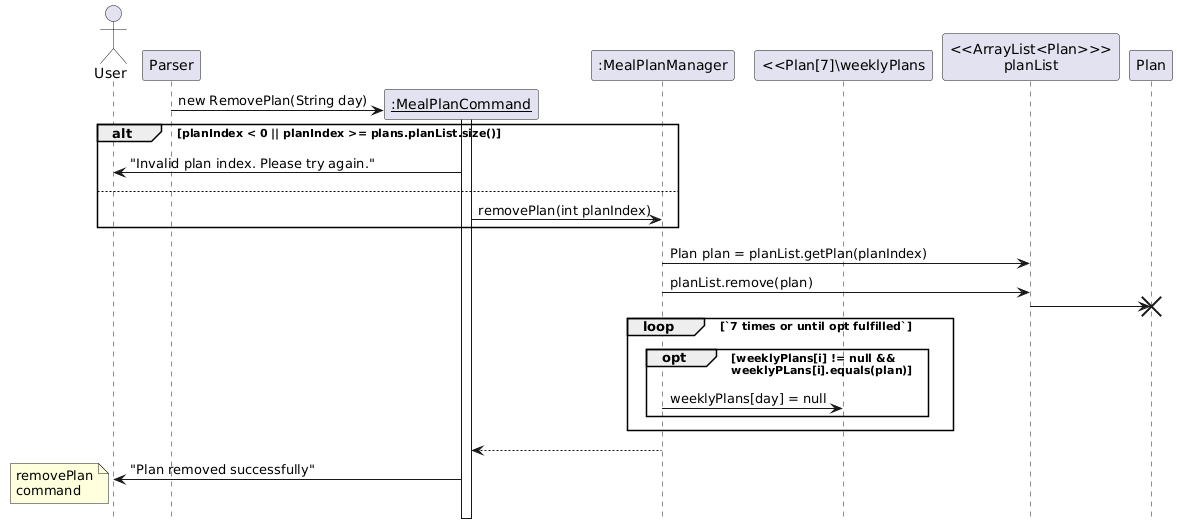 User
Parser
:MealPlanManager
<<Plan[7]\weeklyPlans
<<ArrayList<Plan>>>
planList
Plan
new RemovePlan(String day)
:MealPlanCommand
alt
[planIndex < 0 || planIndex >= plans.planList.size()]
"Invalid plan index. Please try again."
removePlan(int planIndex)
Plan plan = planList.getPlan(planIndex)
planList.remove(plan)
loop
[`7 times or until opt fulfilled`]
opt
[weeklyPlans[i] != null &&
weeklyPLans[i].equals(plan)]
weeklyPlans[day] = null
"Plan removed successfully"
removePlan
command